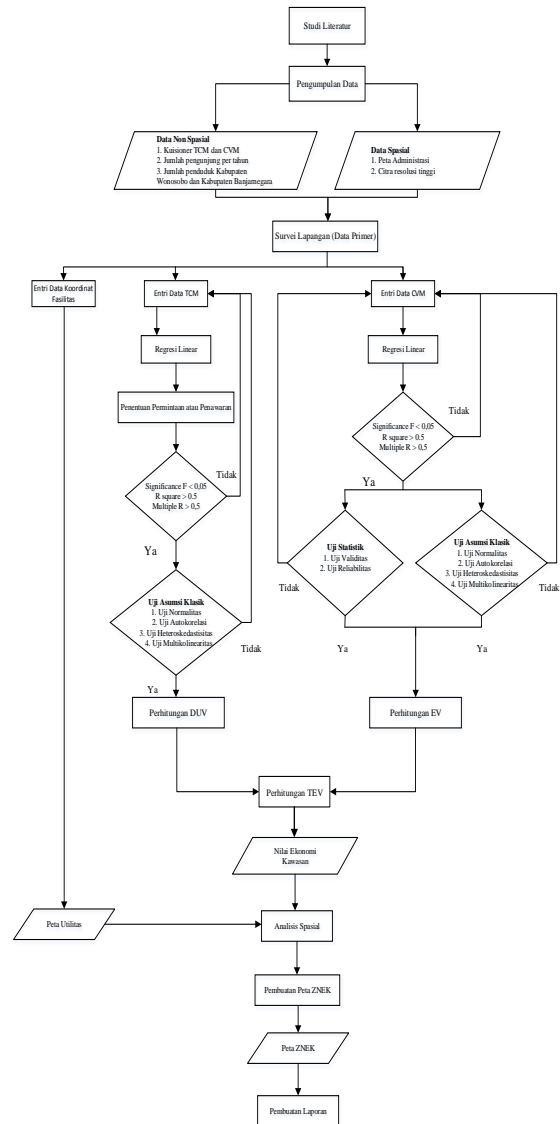 Studi Literatur
Pengumpulan Data
Data Non Spasial
1. Kuisioner TCM dan CVM
2. Jumlah pengunjung per tahun
3. Jumlah penduduk Kabupaten
Wonosobo dan Kabupaten Banjarnegara
Data Spasial
1. Peta Administrasi
2. Citra resolusi tinggi
Survei Lapangan (Data Primer)
Entri Data Koordinat
Fasilitas
Entri Data TCM
Entri Data CVM
Regresi Linear
Regresi Linear
Penentuan Permintaan atau Penawaran
Tidak
Significance F < 0,05
R square > 0.5
Multiple R > 0,5
Ya
Significance F < 0,05
R square > 0.5
Multiple R > 0,5
Tidak
Ya
Uji Statistik
1. Uji Validitas
2. Uji Reliabilitas
Tidak
Ya
Uji Asumsi Klasik
1. Uji Normalitas
2. Uji Autokorelasi
3. Uji Heteroskedastisitas
4. Uji Multikolinearitas
Tidak
Ya
Uji Asumsi Klasik
1. Uji Normalitas
2. Uji Autokorelasi
3. Uji Heteroskedastisitas
4. Uji Multikolinearitas
Tidak
Ya
Perhitungan DUV
Perhitungan EV
Perhitungan TEV
Nilai Ekonomi
Kawasan
Peta Utilitas
Analisis Spasial
Pembuatan Peta ZNEK
Peta ZNEK
Pembuatan Laporan